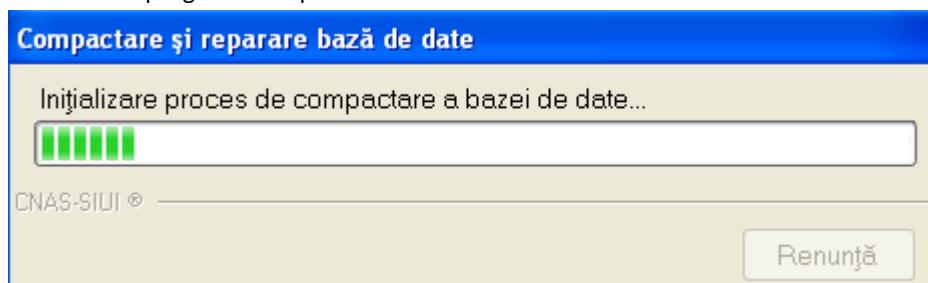 Compactare şi reparare bază de date
Iniţializare proces de compactare a bazei de date...
CNAS-SIUI ®
Renunţă